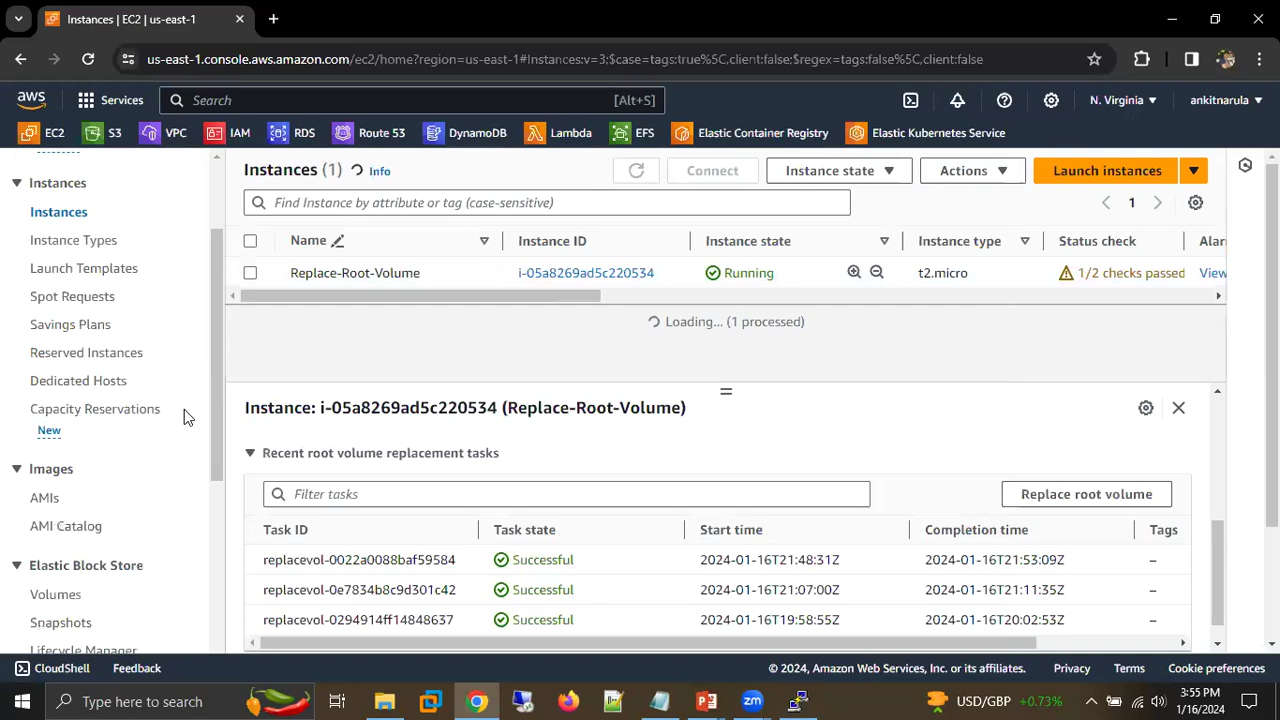 Instances | EC2 | us-east-1
us-east-1.console.aws.amazon.com/ec2/home?region=us-east-1#Instances:v=3;$case=tags:true%5C,client:false;$regex=tags:false%5C,client:false
aws Services Search [Alt+S] N. Virginia ankitnarula
EC2 S3 VPC IAM RDS Route 53 DynamoDB Lambda EFS Elastic Container Registry Elastic Kubernetes Service
Instances
Instances
Instance Types
Launch Templates
Spot Requests
Savings Plans
Reserved Instances
Dedicated Hosts
Capacity Reservations
New
Images
AMIs
AMI Catalog
Elastic Block Store
Volumes
Snapshots
Lifecycle Manager
Instances (1) Info Connect Instance state Actions Launch instances
Find Instance by attribute or tag (case-sensitive) 1
Name Instance ID Instance state Instance type Status check Alar
Replace-Root-Volume i-05a8269ad5c220534 Running t2.micro 1/2 checks passed View
Loading... (1 processed)
Instance: i-05a8269ad5c220534 (Replace-Root-Volume)
Recent root volume replacement tasks
Filter tasks Replace root volume
Task ID Task state Start time Completion time Tags
replacevol-0022a0088baf59584 Successful 2024-01-16T21:48:31Z 2024-01-16T21:53:09Z –
replacevol-0e7834b8c9d301c42 Successful 2024-01-16T21:07:00Z 2024-01-16T21:11:35Z –
replacevol-0294914ff14848637 Successful 2024-01-16T19:58:55Z 2024-01-16T20:02:53Z –
CloudShell Feedback © 2024, Amazon Web Services, Inc. or its affiliates. Privacy Terms Cookie preferences
Type here to search USD/GBP +0.73% 3:55 PM
1/16/2024